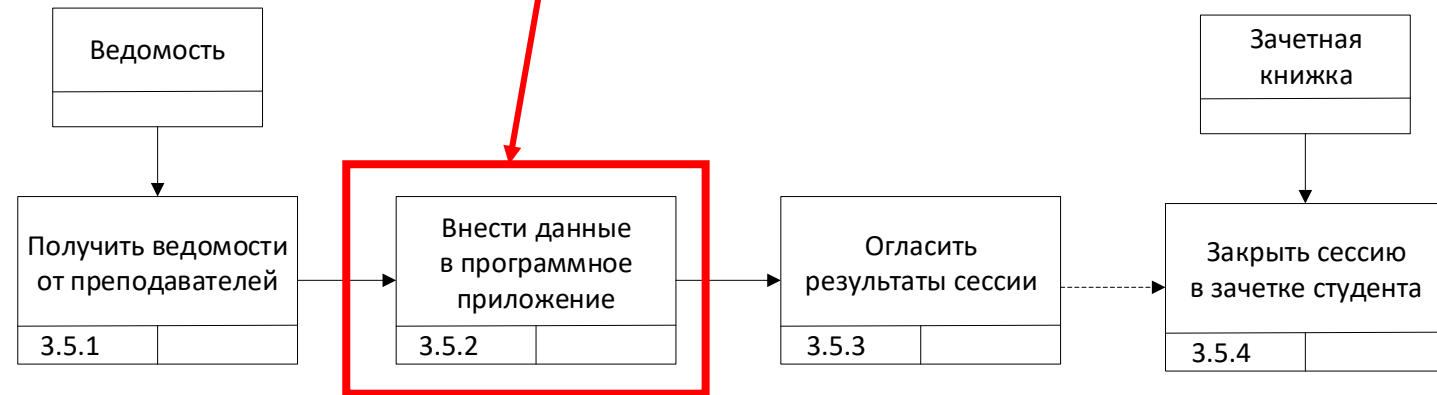 Ведомость
Зачетная
книжка
Получить ведомости
от преподавателей
3.5.1
Внести данные
в программное
приложение
3.5.2
Огласить
результаты сессии
3.5.3
Закрыть сессию
в зачетке студента
3.5.4